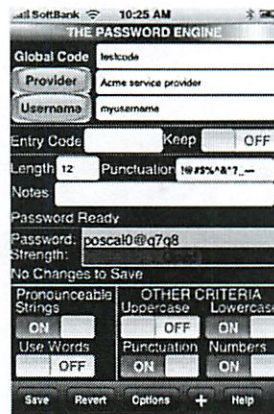 SoftBank 10:25 AM
THE PASSWORD ENGINE
Global Code testcode
Provider Acme service provider
Username myusername
Entry Code Keep OFF
Length 12 Punctuation !@#$%^&*?_—
Notes
Password Ready
Password: poscal0@q7q8
Strength:
No Changes to Save
Pronounceable Strings ON
Use Words OFF
OTHER CRITERIA
Uppercase Lowercase
OFF ON
Punctuation Numbers
ON ON
Save Revert Options + Help